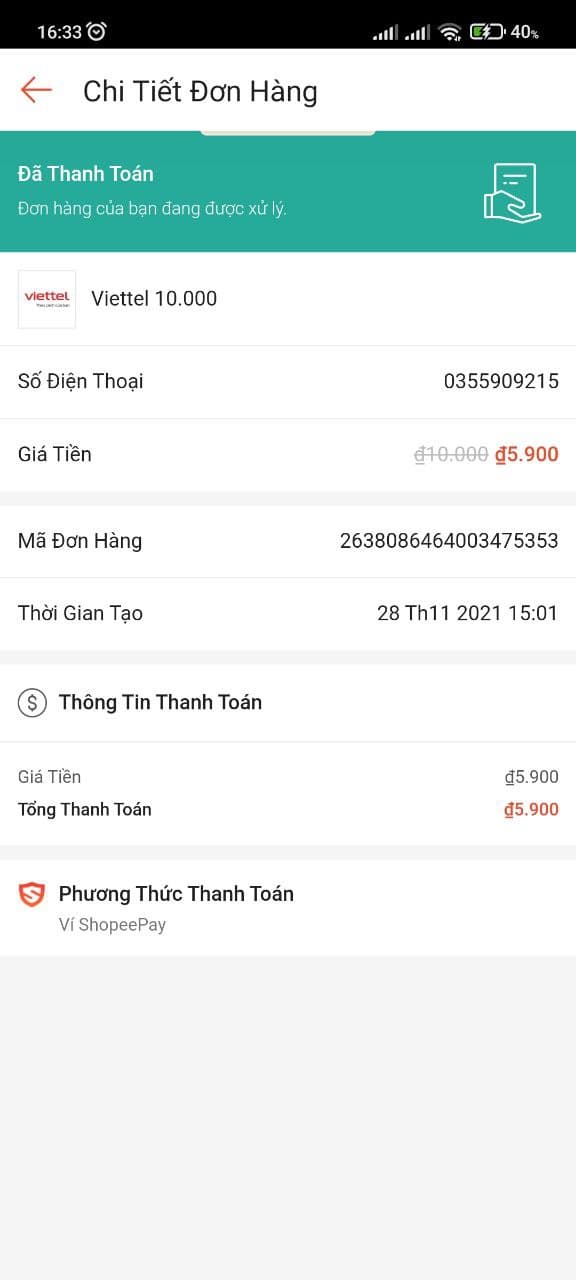 16:33
40%
Chi Tiết Đơn Hàng
Đã Thanh Toán
Đơn hàng của bạn đang được xử lý.
viettel
Viettel 10.000
Số Điện Thoại 0355909215
Giá Tiền ₫10.000 ₫5.900
Mã Đơn Hàng 2638086464003475353
Thời Gian Tạo 28 Th11 2021 15:01
Thông Tin Thanh Toán
Giá Tiền ₫5.900
Tổng Thanh Toán ₫5.900
Phương Thức Thanh Toán
Ví ShopeePay